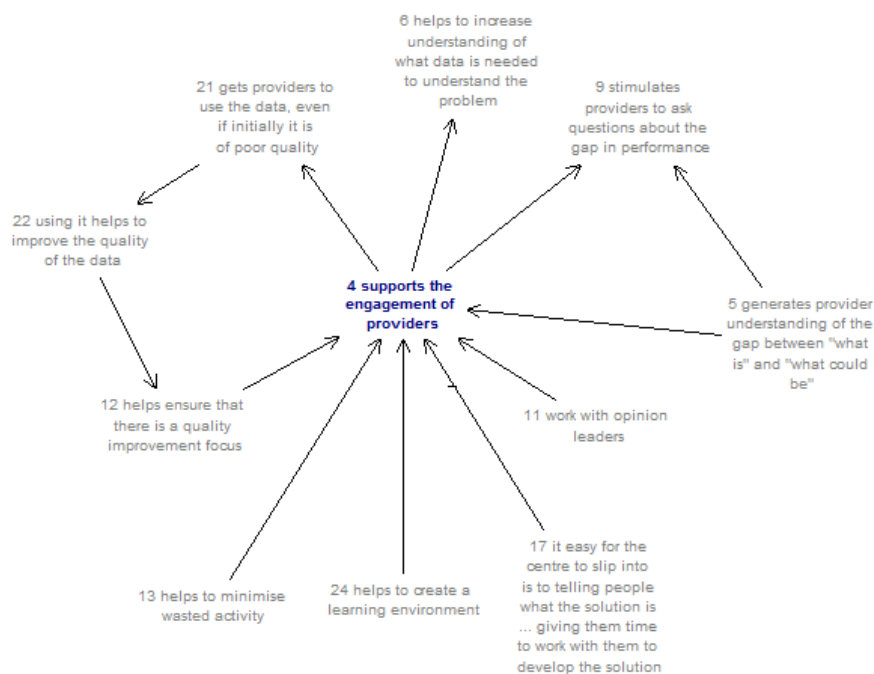 6 helps to increase
understanding of
what data is needed
to understand the
problem
21 gets providers to
use the data, even
if initially it is
of poor quality
9 stimulates
providers to ask
questions about the
gap in performance
22 using it helps to
improve the quality
of the data
4 supports the
engagement of
providers
5 generates provider
understanding of the
gap between "what
is" and "what could
be"
12 helps ensure that
there is a quality
improvement focus
11 work with opinion
leaders
13 helps to minimise
wasted activity
24 helps to create a
learning environment
17 it easy for the
centre to slip into
is to telling people
what the solution is
... giving them time
to work with them to
develop the solution